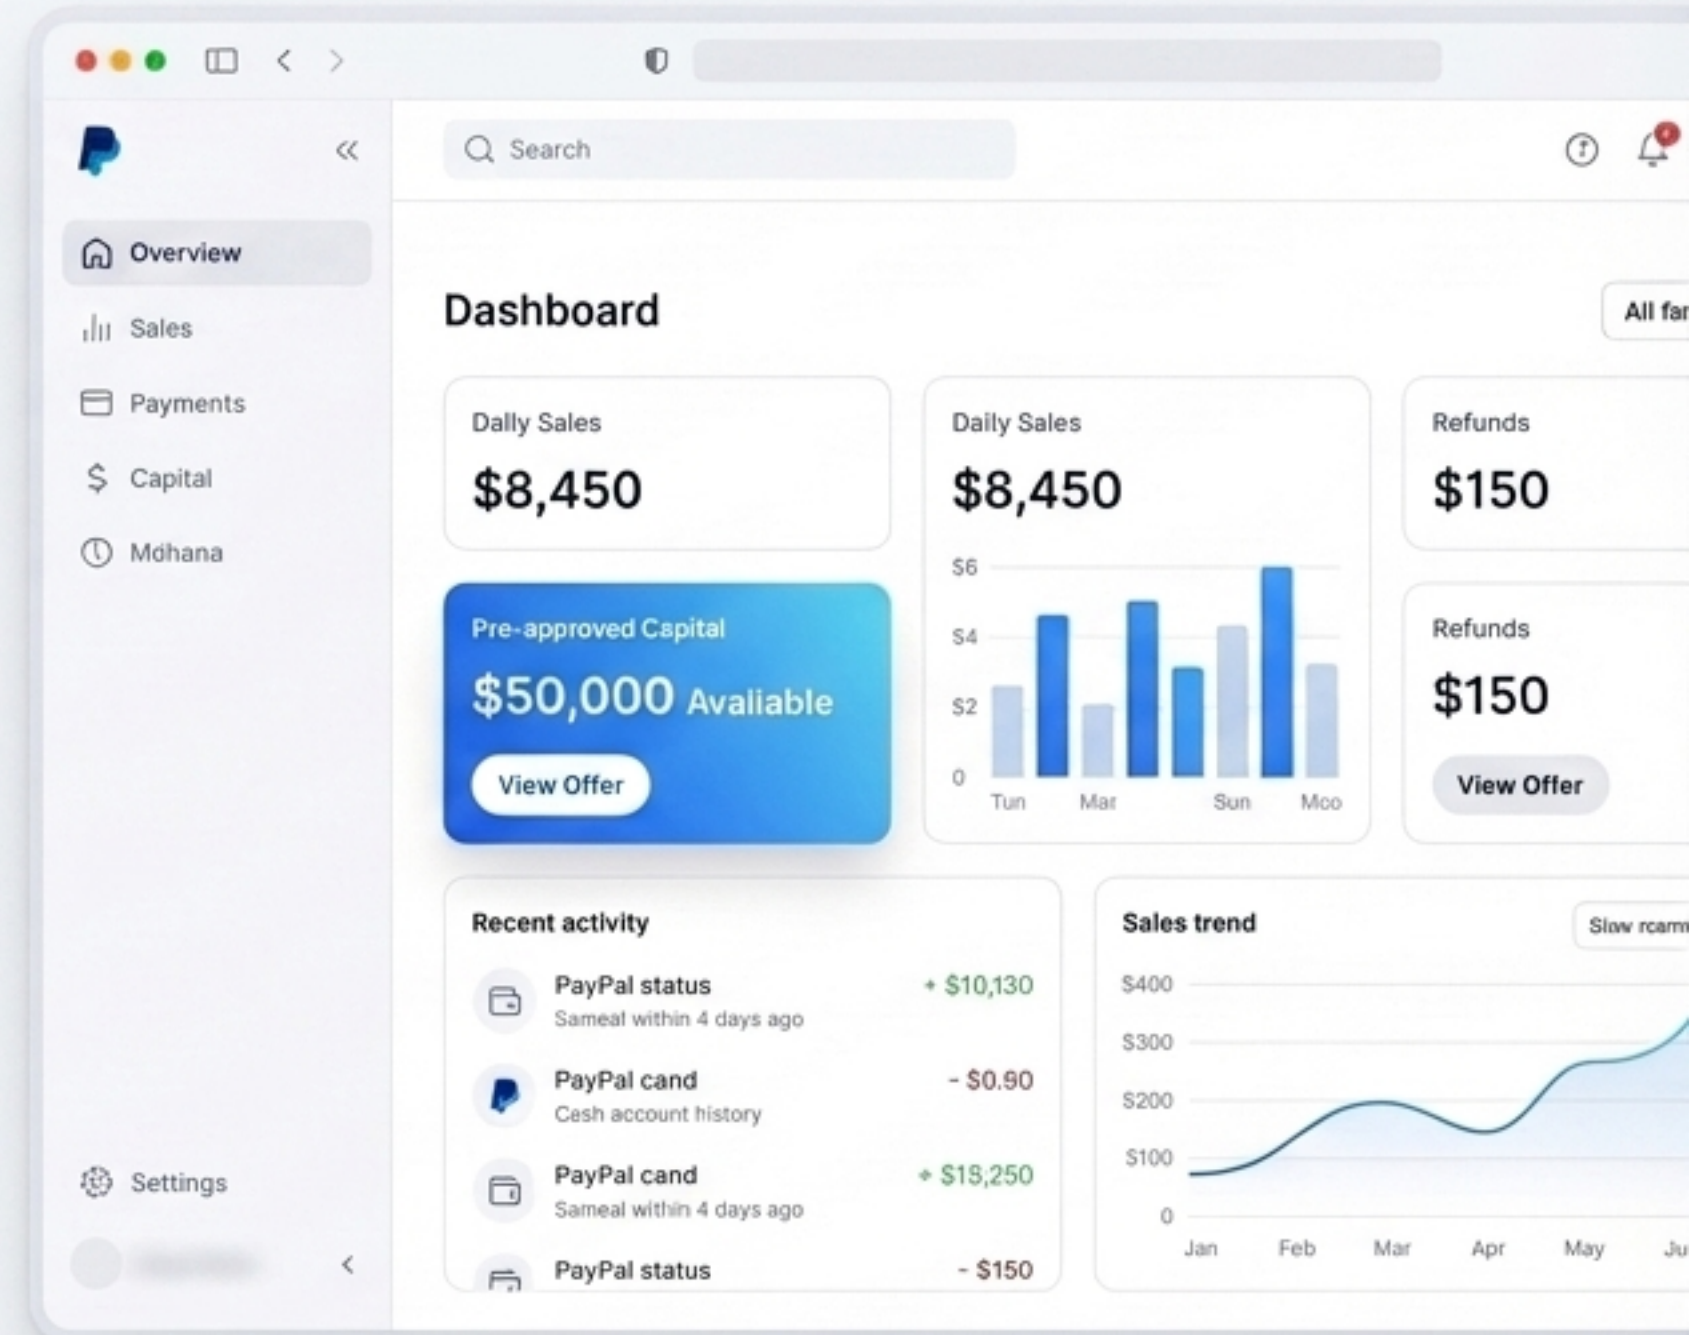 Search
Overview
Sales
Payments
Capital
Mdhana
Settings
Dashboard
All far
Dally Sales
$8,450
Daily Sales
$8,450
$6
$4
$2
0
Tun Mar Sun Moo
Refunds
$150
Pre-approved Capital
$50,000 Avaliable
View Offer
Refunds
$150
View Offer
Recent activity
PayPal status + $10,130
Sameal within 4 days ago
PayPal cand - $0.90
Cesh account history
PayPal cand + $13,250
Sameal within 4 days ago
PayPal status - $150
Sales trend
$400
$300
$200
$100
0
Jan Feb Mar Apr May Ju